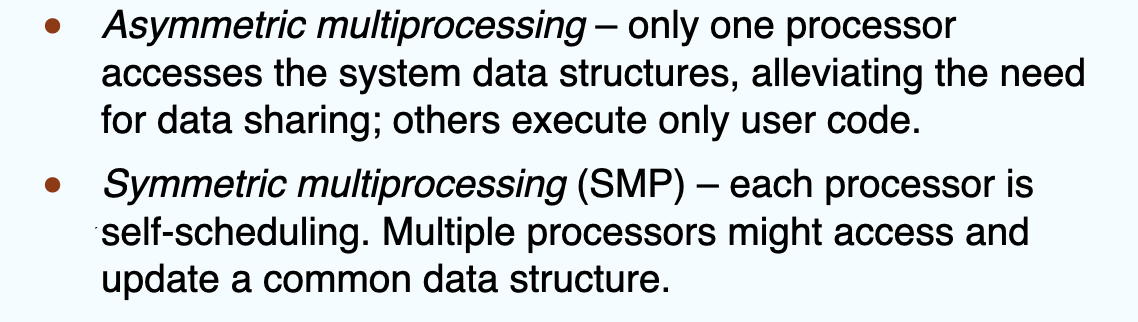 • Asymmetric multiprocessing – only one processor
accesses the system data structures, alleviating the need
for data sharing; others execute only user code.
• Symmetric multiprocessing (SMP) – each processor is
self-scheduling. Multiple processors might access and
update a common data structure.